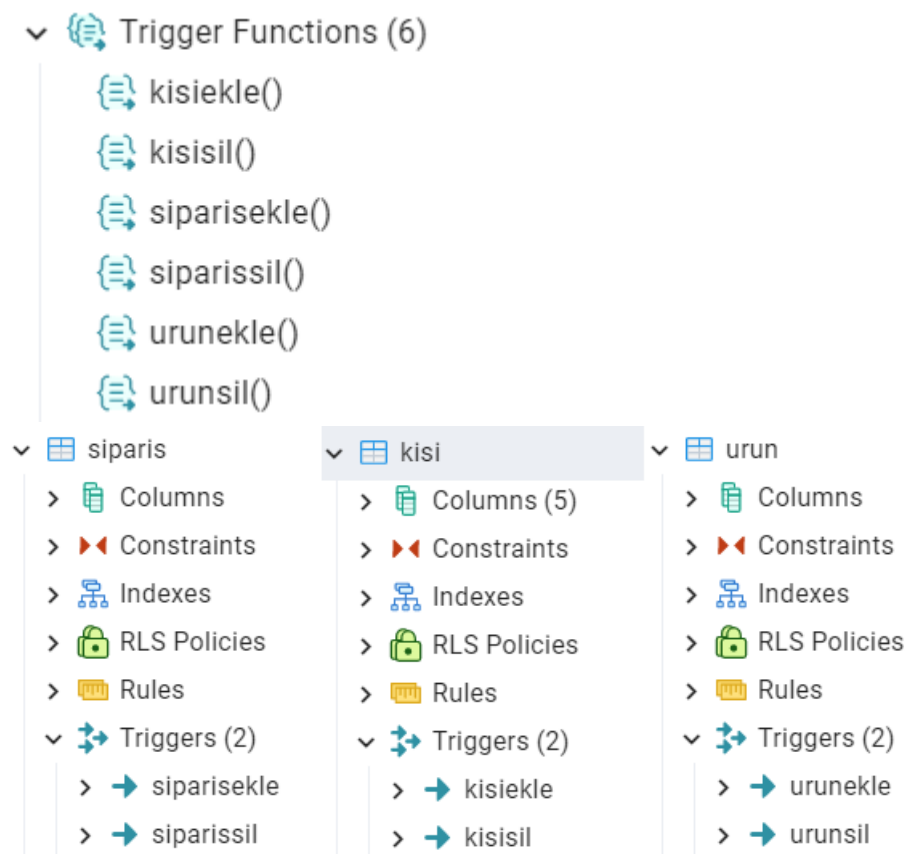 Trigger Functions (6)
kisiekle()
kisisil()
siparisekle()
siparissil()
urunekle()
urunsil()
siparis
Columns
Constraints
Indexes
RLS Policies
Rules
Triggers (2)
siparisekle
siparissil
kisi
Columns (5)
Constraints
Indexes
RLS Policies
Rules
Triggers (2)
kisiekle
kisisil
urun
Columns
Constraints
Indexes
RLS Policies
Rules
Triggers (2)
urunekle
urunsil